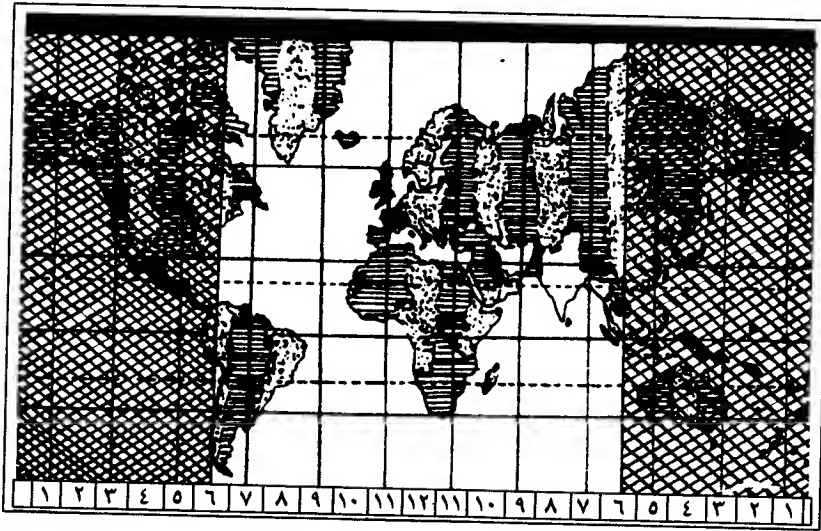 ١ ٢ ٣ ٤ ٥ ٦ ٧ ٨ ٩ ١٠ ١١ ١٢ ١١ ١٠ ٩ ٨ ٧ ٦ ٥ ٤ ٣ ٢ ١